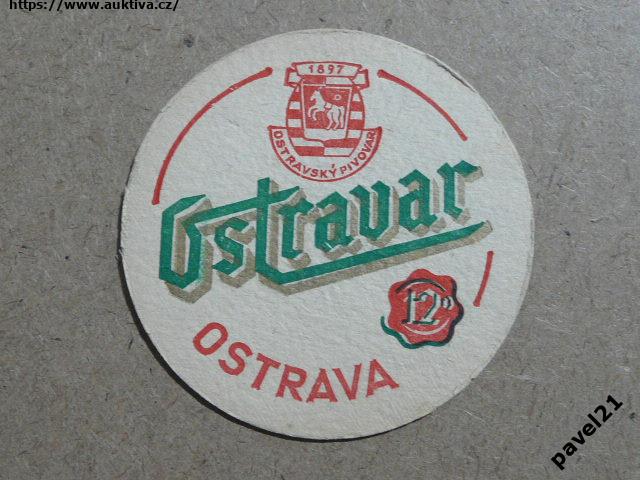 https://www.auktiva.cz/
1897
OSTRAVSKÝ PIVOVAR
Ostravar
12°
OSTRAVA
pavel21